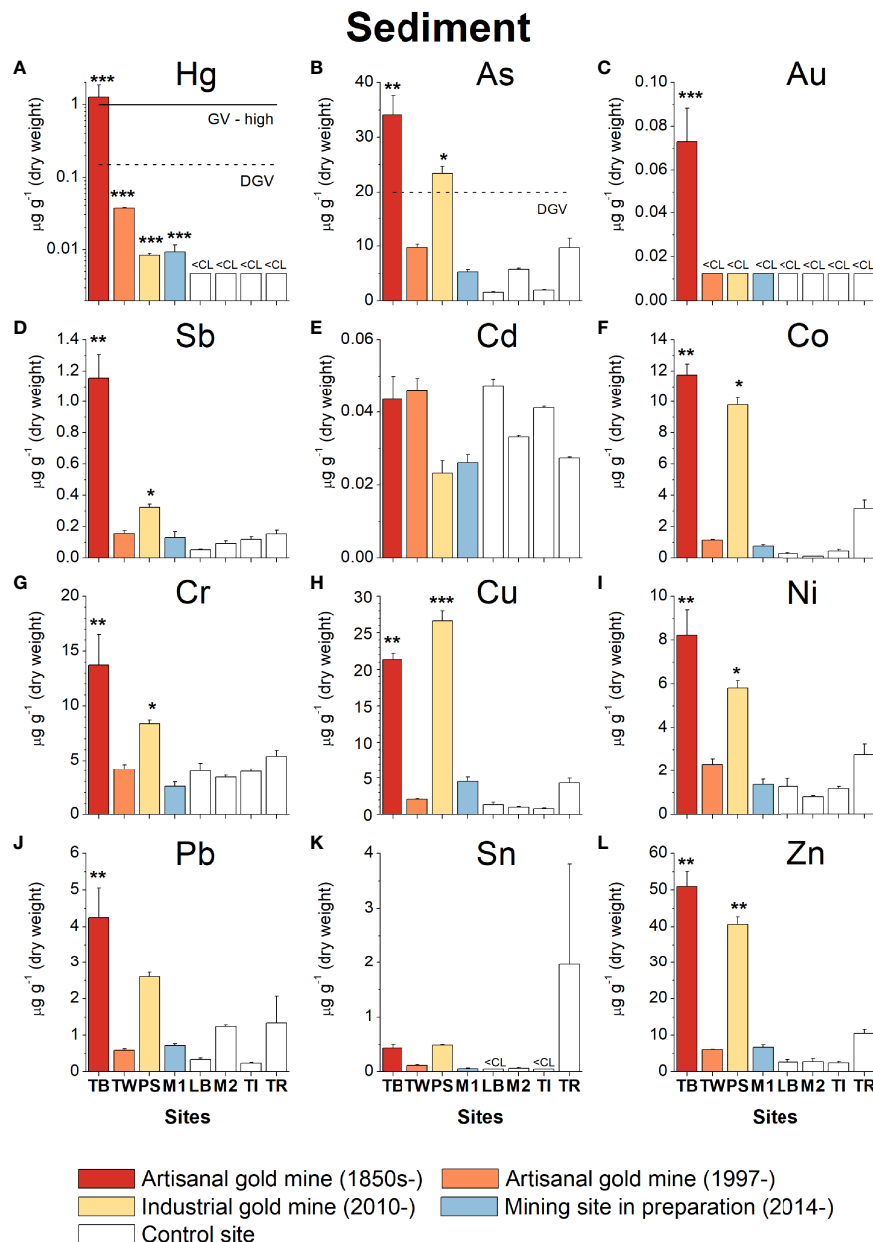 Sediment
A Hg
B As
C Au
µg g-1 (dry weight)
1
0.1
0.01
***
GV - high
DGV
***
***
***
<CL <CL <CL <CL
µg g-1 (dry weight)
40
30
20
10
0
**
*
DGV
µg g-1 (dry weight)
0.10
0.08
0.06
0.04
0.02
0.00
***
<CL <CL <CL <CL <CL <CL <CL
D Sb
E Cd
F Co
µg g-1 (dry weight)
1.4
1.2
1.0
0.8
0.6
0.4
0.2
0.0
**
*
µg g-1 (dry weight)
0.06
0.04
0.02
0.00
µg g-1 (dry weight)
14
12
10
8
6
4
2
0
**
*
G Cr
H Cu
I Ni
µg g-1 (dry weight)
20
15
10
5
0
**
*
µg g-1 (dry weight)
30
25
20
15
10
5
0
**
***
µg g-1 (dry weight)
8
6
4
2
0
**
*
J Pb
K Sn
L Zn
µg g-1 (dry weight)
6
5
4
3
2
1
0
**
TB TW PS M1 LB M2 TI TR
Sites
µg g-1 (dry weight)
4
2
0
<CL <CL
TB TW PS M1 LB M2 TI TR
Sites
µg g-1 (dry weight)
60
50
40
30
20
10
0
**
**
TB TW PS M1 LB M2 TI TR
Sites
Artisanal gold mine (1850s-) Artisanal gold mine (1997-)
Industrial gold mine (2010-) Mining site in preparation (2014-)
Control site